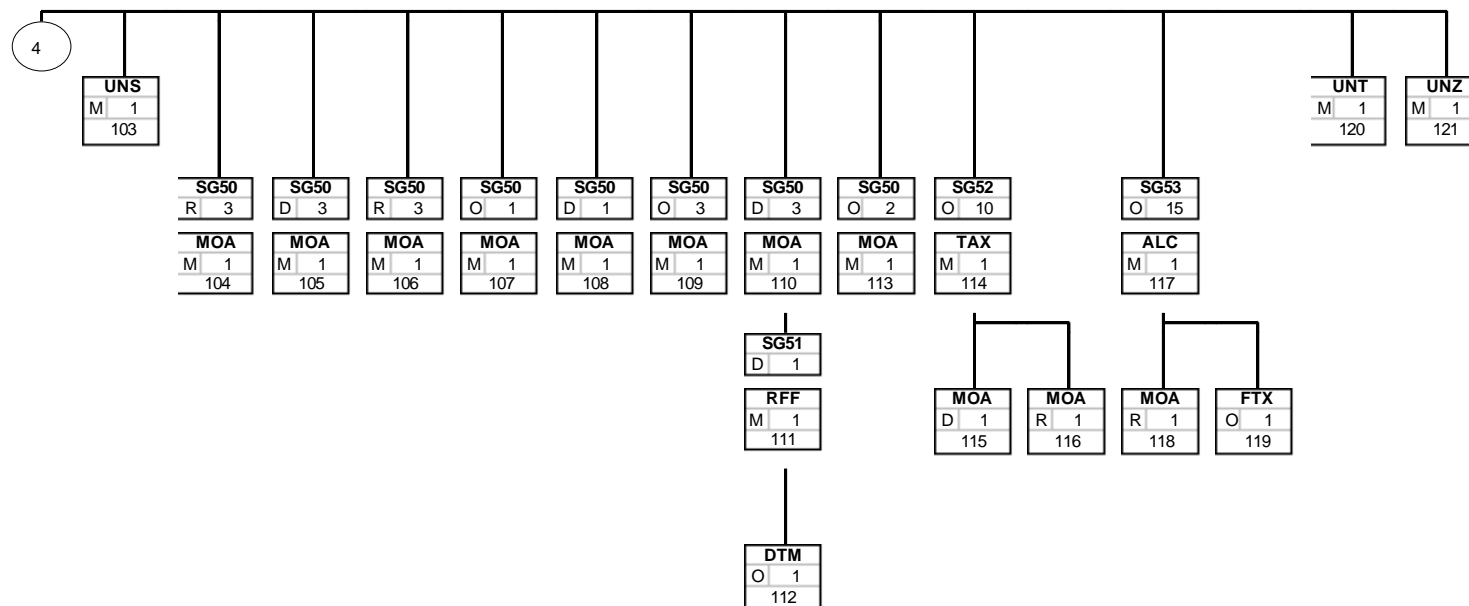 4
UNS
M 1
103
UNT
M 1
120
UNZ
M 1
121
SG50
R 3
SG50
D 3
SG50
R 3
SG50
O 1
SG50
D 1
SG50
O 3
SG50
D 3
SG50
O 2
SG52
O 10
SG53
O 15
MOA
M 1
104
MOA
M 1
105
MOA
M 1
106
MOA
M 1
107
MOA
M 1
108
MOA
M 1
109
MOA
M 1
110
MOA
M 1
113
TAX
M 1
114
ALC
M 1
117
SG51
D 1
RFF
M 1
111
MOA
D 1
115
MOA
R 1
116
MOA
R 1
118
FTX
O 1
119
DTM
O 1
112